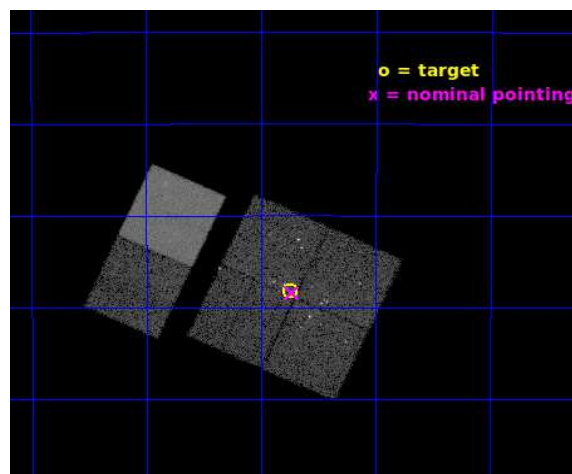 o = target
x = nominal pointing